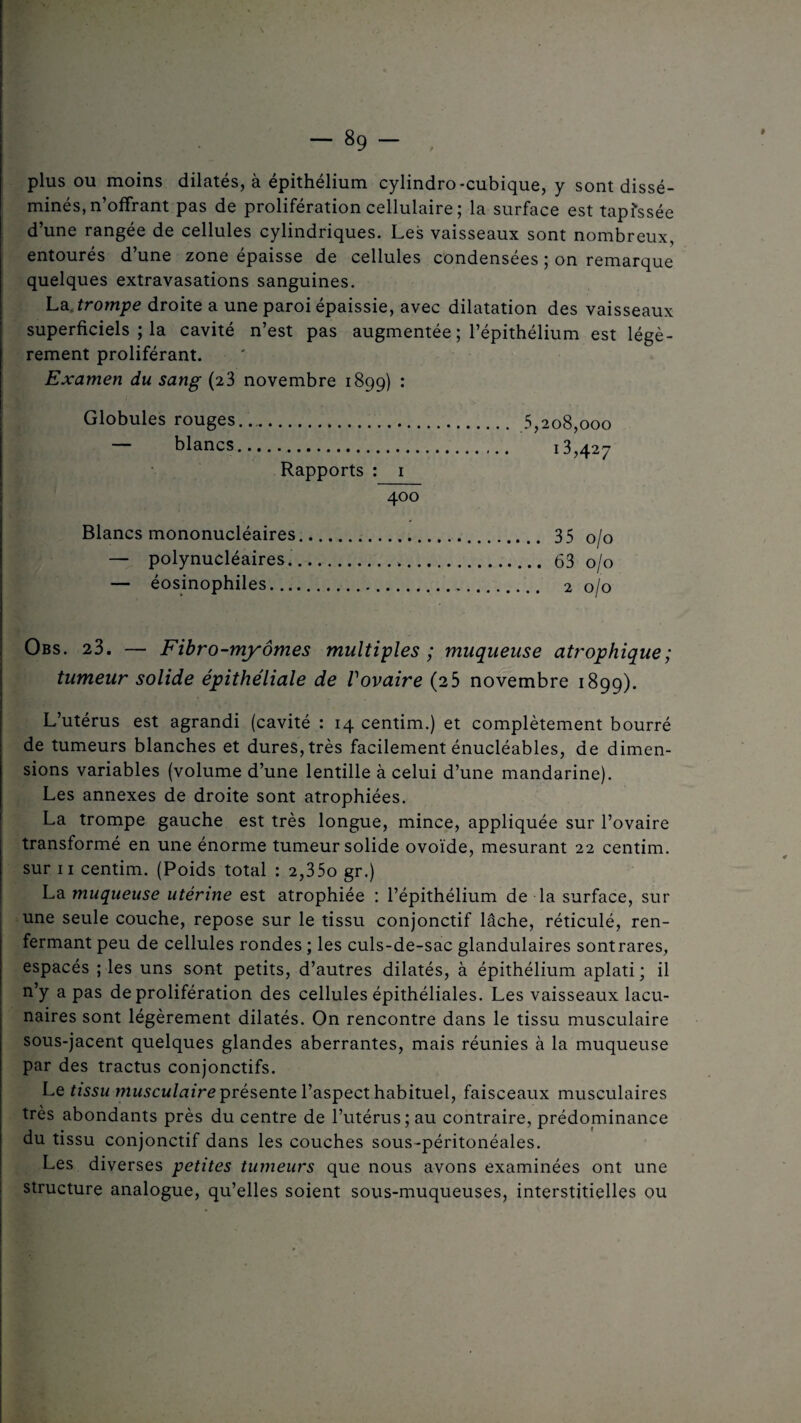 — 89 —
plus ou moins dilatés, à épithélium cylindro-cubique, y sont dissé-
minés, n’offrant pas de prolifération cellulaire; la surface est tapissée
d’une rangée de cellules cylindriques. Les vaisseaux sont nombreux,
entourés d’une zone épaisse de cellules condensées ; on remarque
quelques extravasations sanguines.
La trompe droite a une paroi épaissie, avec dilatation des vaisseaux
superficiels ; la cavité n’est pas augmentée; l’épithélium est légè-
rement proliférant.
Examen du sang (23 novembre 1899) :
Globules rouges.......................... 5,208,000
— blancs.......................... 13,427
Rapports : 1
400
Blancs mononucléaires.......................... 35 o/o
— polynucléaires.......................... 63 o/o
— éosinophiles.......................... 2 o/o
Obs. 23. — Fibro-myômes multiples ; muqueuse atrophique;
tumeur solide épithéliale de l'ovaire (25 novembre 1899).
L’utérus est agrandi (cavité : 14 centim.) et complètement bourré
de tumeurs blanches et dures, très facilement énucléables, de dimen-
sions variables (volume d’une lentille à celui d’une mandarine).
Les annexes de droite sont atrophiées.
La trompe gauche est très longue, mince, appliquée sur l’ovaire
transformé en une énorme tumeur solide ovoïde, mesurant 22 centim.
sur 11 centim. (Poids total : 2,350 gr.)
La muqueuse utérine est atrophiée : l’épithélium de la surface, sur
une seule couche, repose sur le tissu conjonctif lâche, réticulé, ren-
fermant peu de cellules rondes ; les culs-de-sac glandulaires sont rares,
espacés ; les uns sont petits, d’autres dilatés, à épithélium aplati ; il
n’y a pas de prolifération des cellules épithéliales. Les vaisseaux lacu-
naires sont légèrement dilatés. On rencontre dans le tissu musculaire
sous-jacent quelques glandes aberrantes, mais réunies à la muqueuse
par des tractus conjonctifs.
Le tissu musculaire présente l’aspect habituel, faisceaux musculaires
très abondants près du centre de l’utérus ; au contraire, prédominance
du tissu conjonctif dans les couches sous-péritonéales.
Les diverses petites tumeurs que nous avons examinées ont une
structure analogue, qu’elles soient sous-muqueuses, interstitielles ou